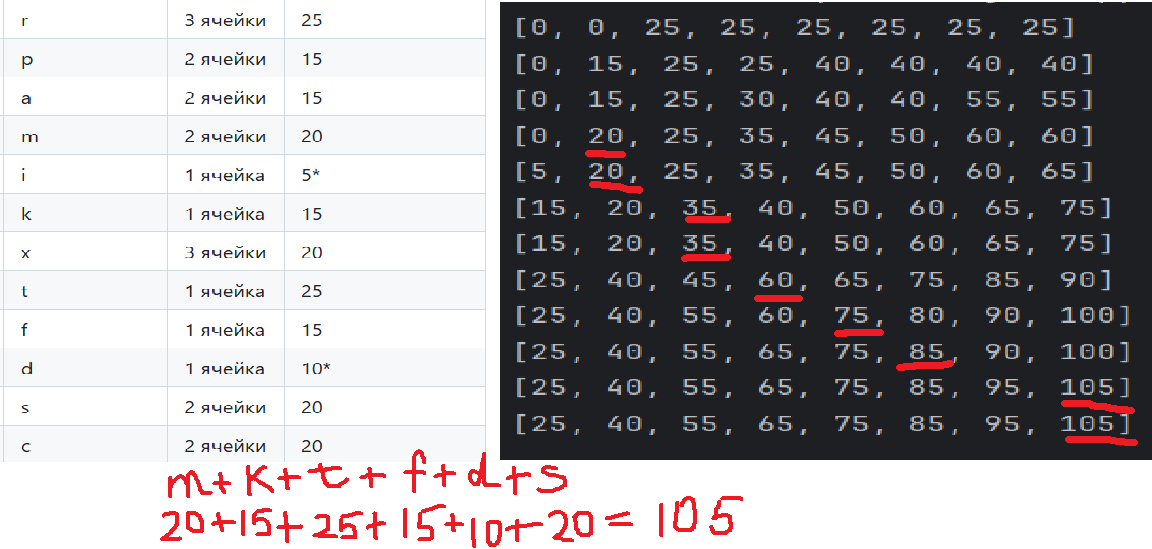 r 3 ячейки 25
p 2 ячейки 15
a 2 ячейки 15
m 2 ячейки 20
i 1 ячейка 5*
k 1 ячейка 15
x 3 ячейки 20
t 1 ячейка 25
f 1 ячейка 15
d 1 ячейка 10*
s 2 ячейки 20
c 2 ячейки 20
[0, 0, 25, 25, 25, 25, 25, 25]
[0, 15, 25, 25, 40, 40, 40, 40]
[0, 15, 25, 30, 40, 40, 55, 55]
[0, 20, 25, 35, 45, 50, 60, 60]
[5, 20, 25, 35, 45, 50, 60, 65]
[15, 20, 35, 40, 50, 60, 65, 75]
[15, 20, 35, 40, 50, 60, 65, 75]
[25, 40, 45, 60, 65, 75, 85, 90]
[25, 40, 55, 60, 75, 80, 90, 100]
[25, 40, 55, 65, 75, 85, 90, 100]
[25, 40, 55, 65, 75, 85, 95, 105]
[25, 40, 55, 65, 75, 85, 95, 105]
m+k+t+f+d+s
20+15+25+15+10+20=105